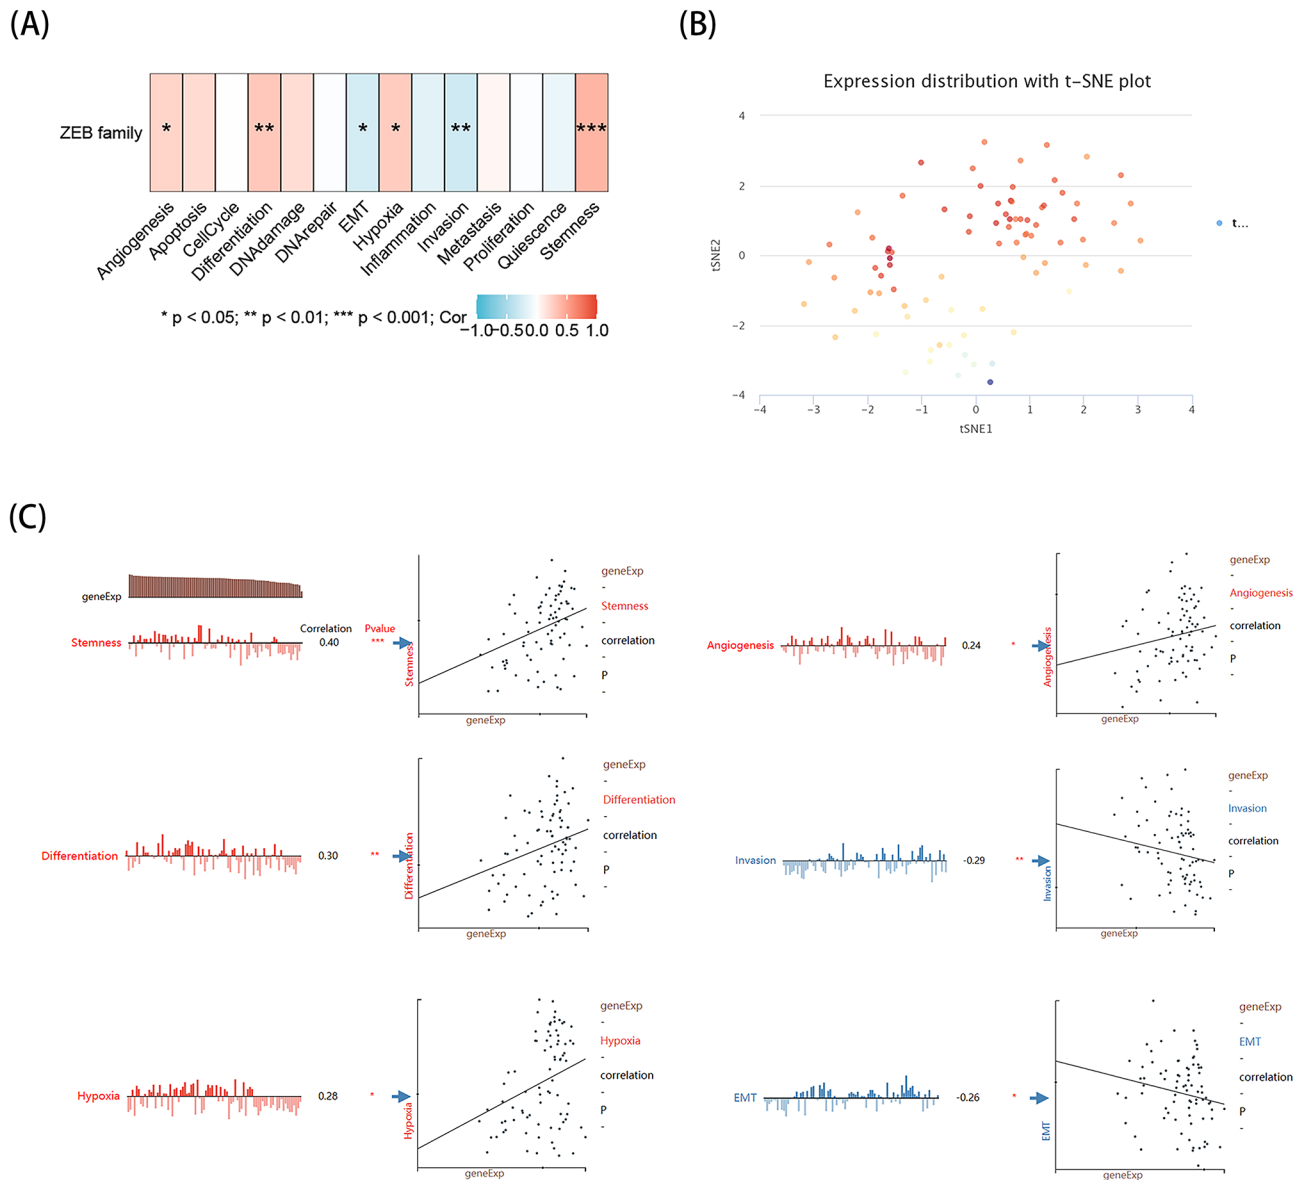 (A)
ZEB family
*
**
*
*
**
***
Angiogenesis
Apoptosis
CellCycle
Differentiation
DNAdamage
DNArepair
EMT
Hypoxia
Inflammation
Invasion
Metastasis
Proliferation
Quiescence
Stemness
* p < 0.05; ** p < 0.01; *** p < 0.001; Cor
−1.0 −0.5 0.0 0.5 1.0
(B)
Expression distribution with t−SNE plot
4
2
0
−2
−4
tSNE2
−4 −3 −2 −1 0 1 2 3 4
tSNE1
t...
(C)
geneExp
Correlation Pvalue
Stemness 0.40 ***
Stemness
geneExp
geneExp
-
Stemness
-
correlation
-
P
-
Angiogenesis 0.24 *
Angiogenesis
geneExp
geneExp
-
Angiogenesis
-
correlation
-
P
-
Differentiation 0.30 **
Differentiation
geneExp
geneExp
-
Differentiation
-
correlation
-
P
-
Invasion -0.29 **
Invasion
geneExp
geneExp
-
Invasion
-
correlation
-
P
-
Hypoxia 0.28 *
Hypoxia
geneExp
geneExp
-
Hypoxia
-
correlation
-
P
-
EMT -0.26 *
EMT
geneExp
geneExp
-
EMT
-
correlation
-
P
-